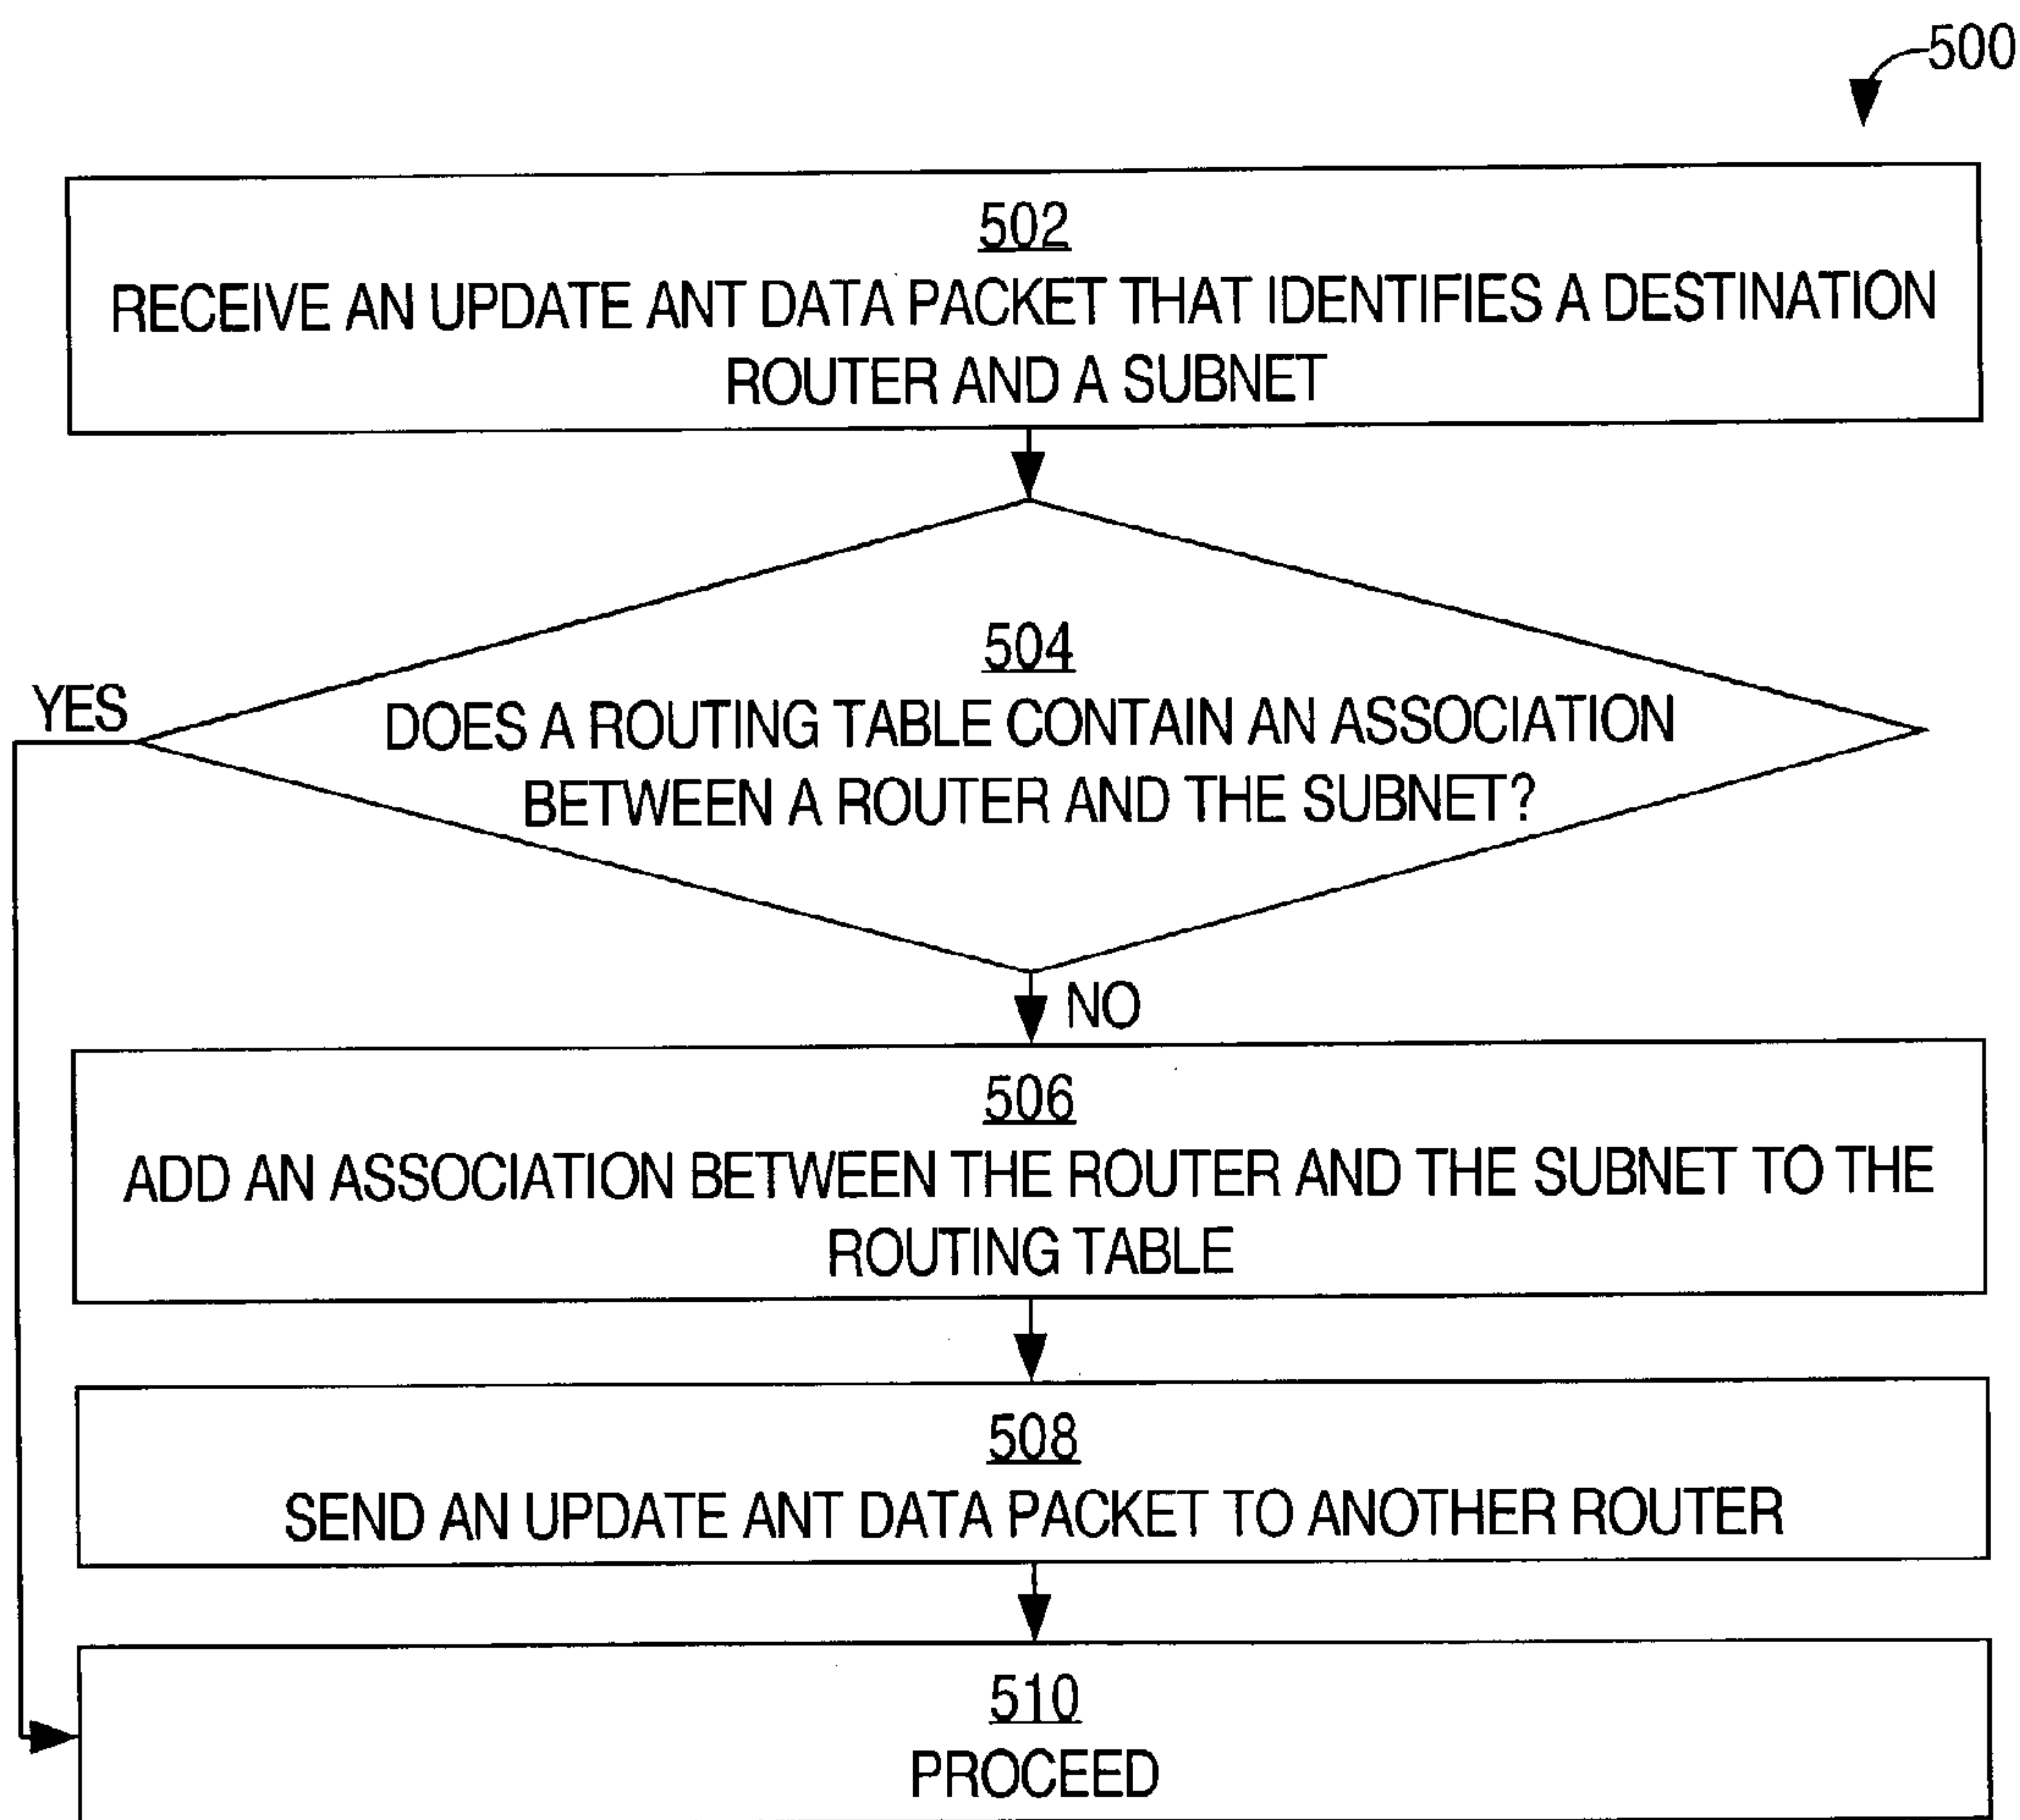 500
502
RECEIVE AN UPDATE ANT DATA PACKET THAT IDENTIFIES A DESTINATION
ROUTER AND A SUBNET
504
YES
DOES A ROUTING TABLE CONTAIN AN ASSOCIATION
BETWEEN A ROUTER AND THE SUBNET?
NO
506
ADD AN ASSOCIATION BETWEEN THE ROUTER AND THE SUBNET TO THE
ROUTING TABLE
508
SEND AN UPDATE ANT DATA PACKET TO ANOTHER ROUTER
510
PROCEED